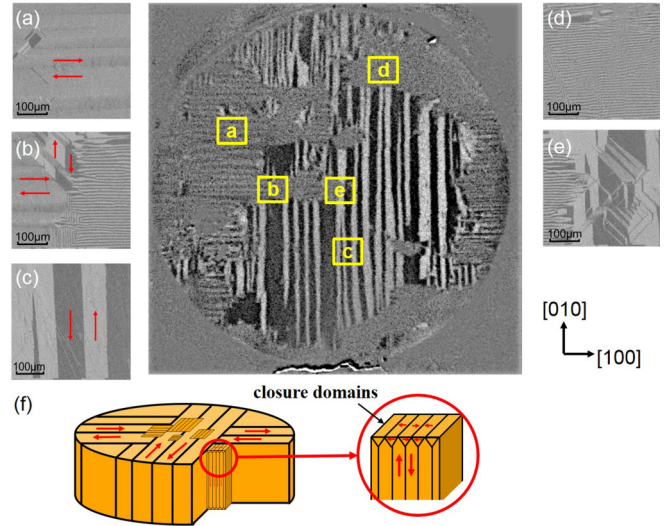 (a)
100μm
(b)
100μm
(c)
100μm
a
b
c
d
e
(d)
100μm
(e)
100μm
[010]
[100]
(f)
closure domains